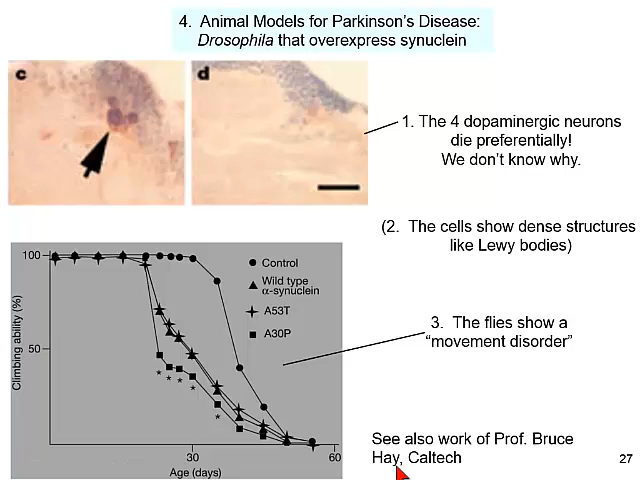 4. Animal Models for Parkinson's Disease:
Drosophila that overexpress synuclein
c
d
1. The 4 dopaminergic neurons
die preferentially!
We don't know why.
(2. The cells show dense structures
like Lewy bodies)
100
50
Climbing ability (%)
Control
Wild type
α-synuclein
A53T
A30P
30
60
Age (days)
3. The flies show a
"movement disorder"
See also work of Prof. Bruce
Hay, Caltech
27